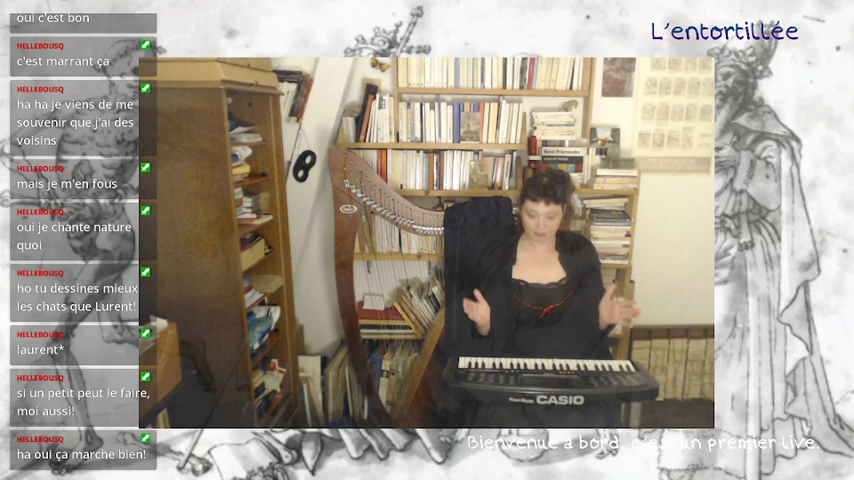 oui c'est bon
HELLEBOUSQ
c'est marrant ça
HELLEBOUSQ
ha ha je viens de me
souvenir que j'ai des
voisins
HELLEBOUSQ
mais je m'en fous
HELLEBOUSQ
oui je chante nature
quoi
HELLEBOUSQ
ho tu dessines mieux
les chats que Lurent!
HELLEBOUSQ
laurent*
HELLEBOUSQ
si un petit peut le faire,
moi aussi!
HELLEBOUSQ
ha oui ça marche bien!
L'entortillée
CASIO
Bienvenue à bord, c'est un premier live.